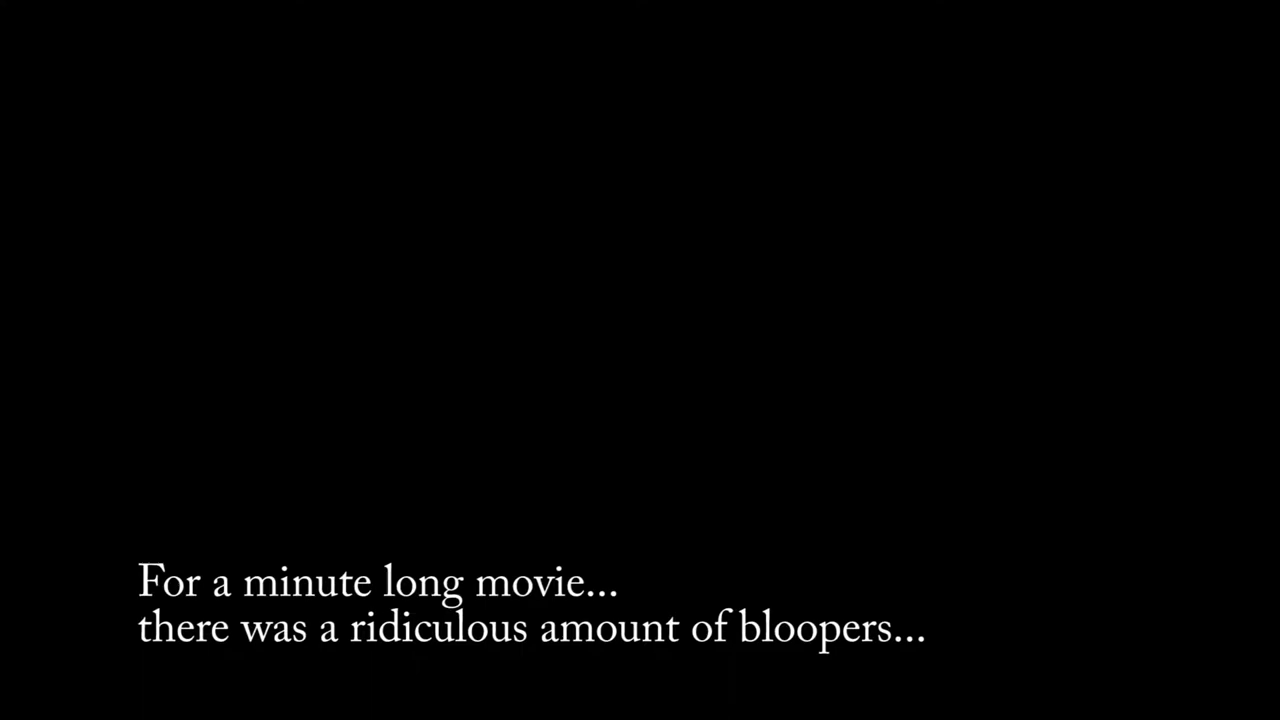 For a minute long movie...
there was a ridiculous amount of bloopers...